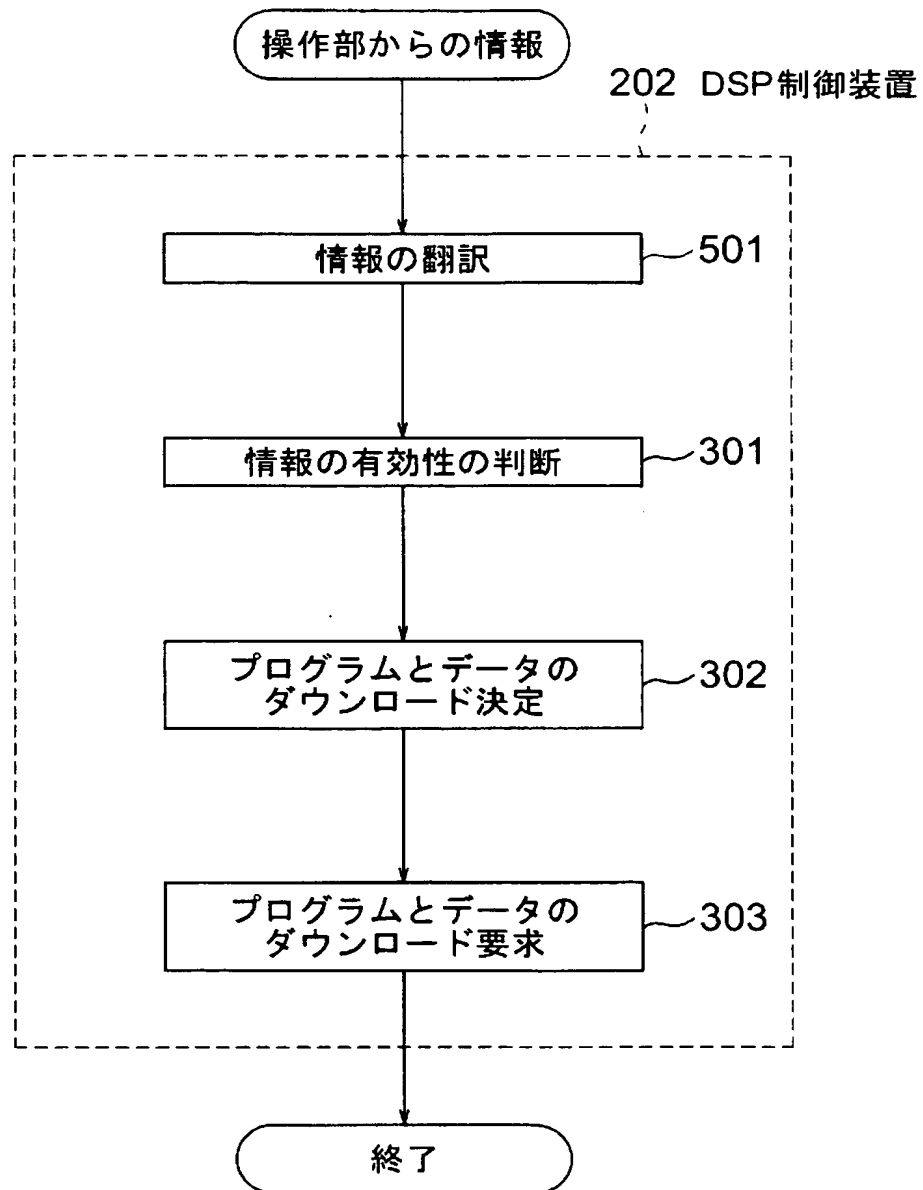 操作部からの情報
202 DSP制御装置
情報の翻訳
501
情報の有効性の判断
301
プログラムとデータの
ダウンロード決定
302
プログラムとデータの
ダウンロード要求
303
終了